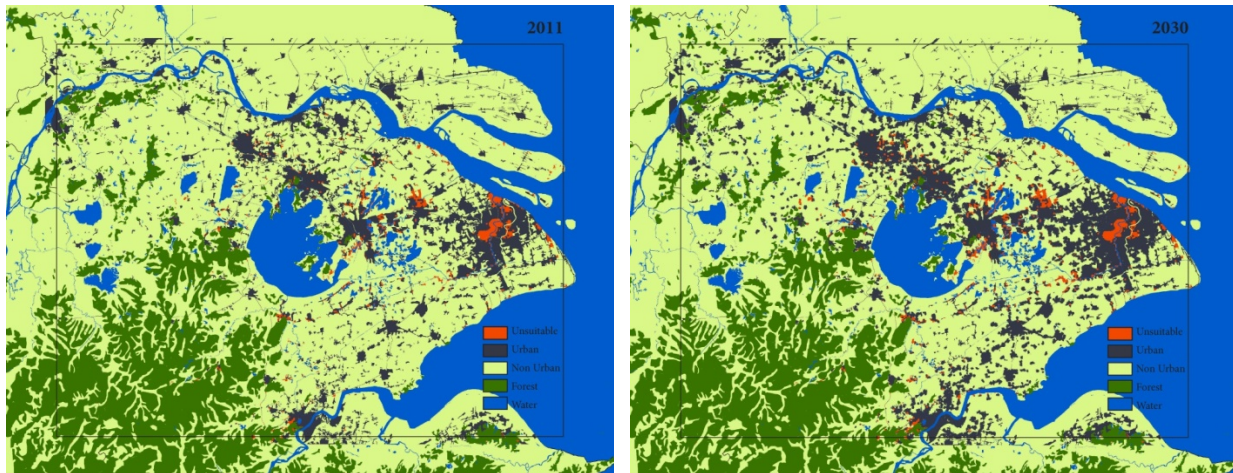 2011
Unsuitable
Urban
Non Urban
Forest
Water
2030
Unsuitable
Urban
Non Urban
Forest
Water